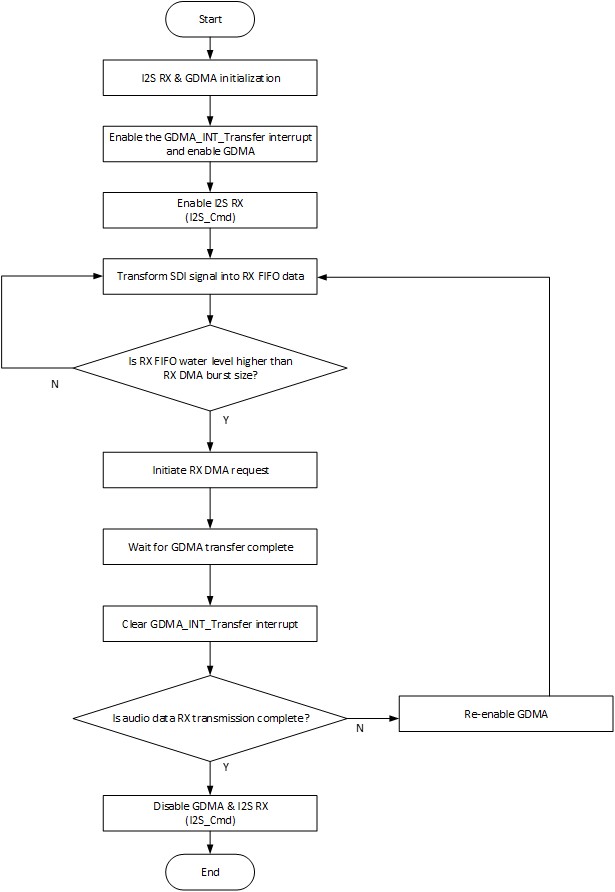 Start
I2S RX & GDMA initialization
Enable the GDMA_INT_Transfer interrupt
and enable GDMA
Enable I2S RX
(I2S_Cmd)
Transform SDI signal into RX FIFO data
Is RX FIFO water level higher than
RX DMA burst size?
N
Y
Initiate RX DMA request
Wait for GDMA transfer complete
Clear GDMA_INT_Transfer interrupt
Is audio data RX transmission complete?
N
Re-enable GDMA
Y
Disable GDMA & I2S RX
(I2S_Cmd)
End